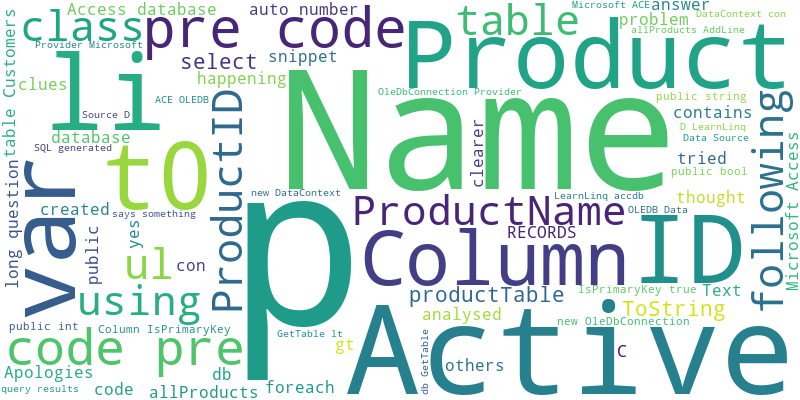 Access database
auto number
Microsoft ACE
answer
class
pre code
table
problem
DataContext con
Provider Microsoft
select
snippet
allProducts AddLine
table Customers
li
Product
clues
happening
Name
OleDbConnection Provider
public string
ACE OLEDB
Source D
ProductID
contains
database
clearer
D LearnLinq
Data Source
SQL generated
t0
tried
following
Microsoft Access
var
new DataContext
public bool
long question
created
says something
p
ProductName
LearnLinq accdb
thought
yes
RECORDS
OLEDB Data
public
ul
con
Column
ID
using
productTable
IsPrimaryKey true
Text
analysed
ToString
public int
Column IsPrimaryKey
new OleDbConnection
code pre
GetTable lt
gt
Active
db GetTable
C
Apologies
db
others
query results
code
allProducts
foreach